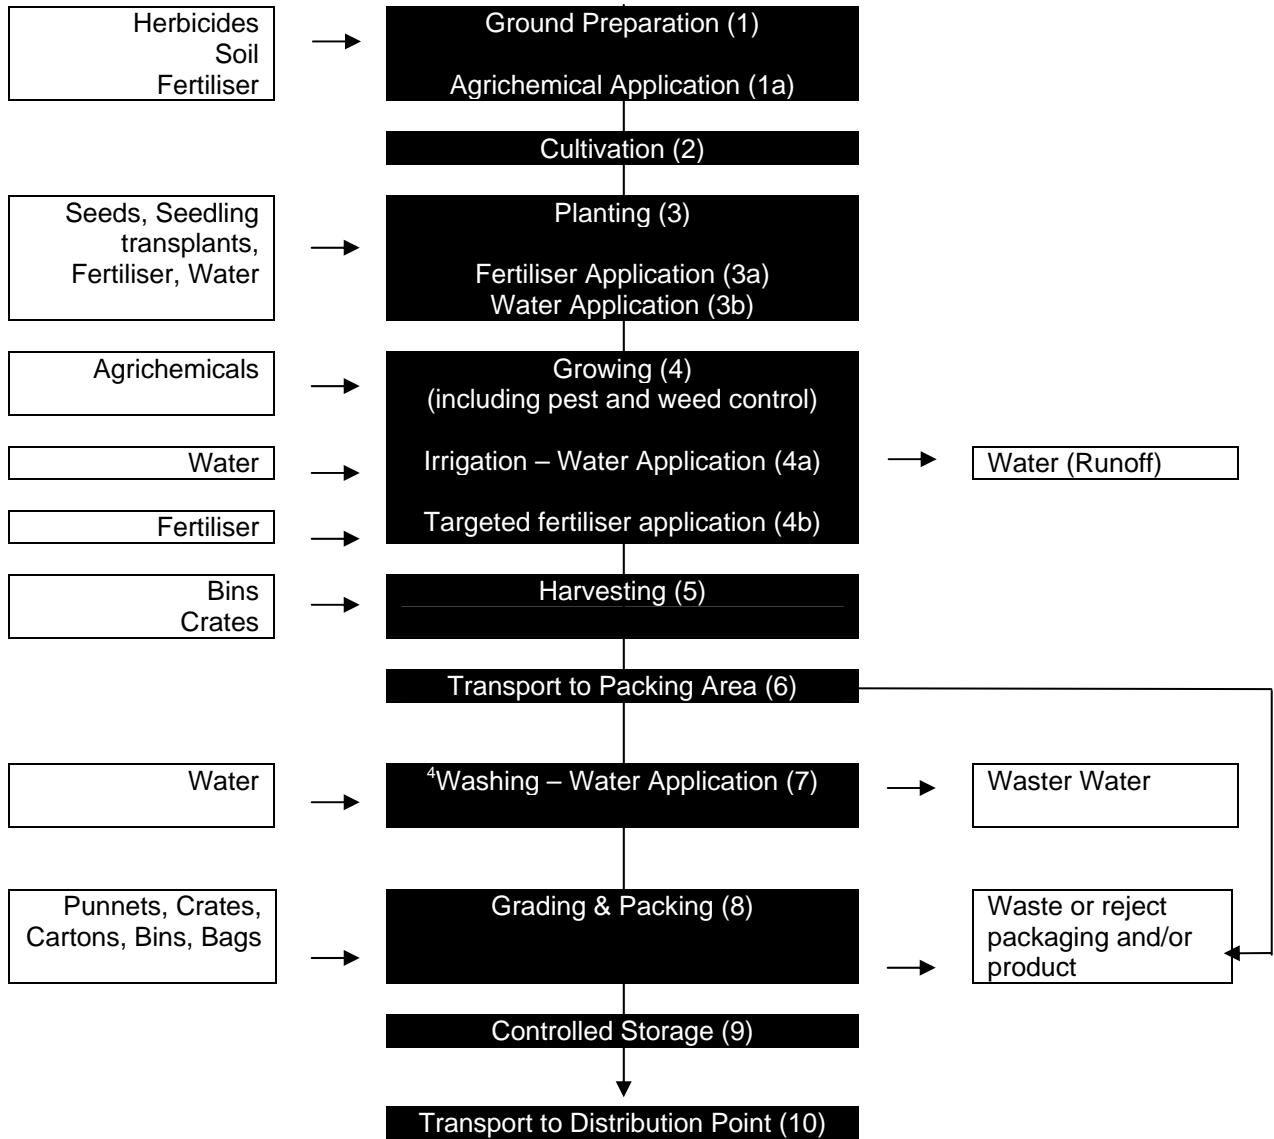 Herbicides
Soil
Fertiliser
Ground Preparation (1)
Agrichemical Application (1a)
Cultivation (2)
Seeds, Seedling
transplants,
Fertiliser, Water
Planting (3)
Fertiliser Application (3a)
Water Application (3b)
Agrichemicals
Growing (4)
(including pest and weed control)
Water
Irrigation – Water Application (4a)
Water (Runoff)
Fertiliser
Targeted fertiliser application (4b)
Bins
Crates
Harvesting (5)
Transport to Packing Area (6)
Water
⁴Washing – Water Application (7)
Waster Water
Punnets, Crates,
Cartons, Bins, Bags
Grading & Packing (8)
Waste or reject
packaging and/or
product
Controlled Storage (9)
Transport to Distribution Point (10)